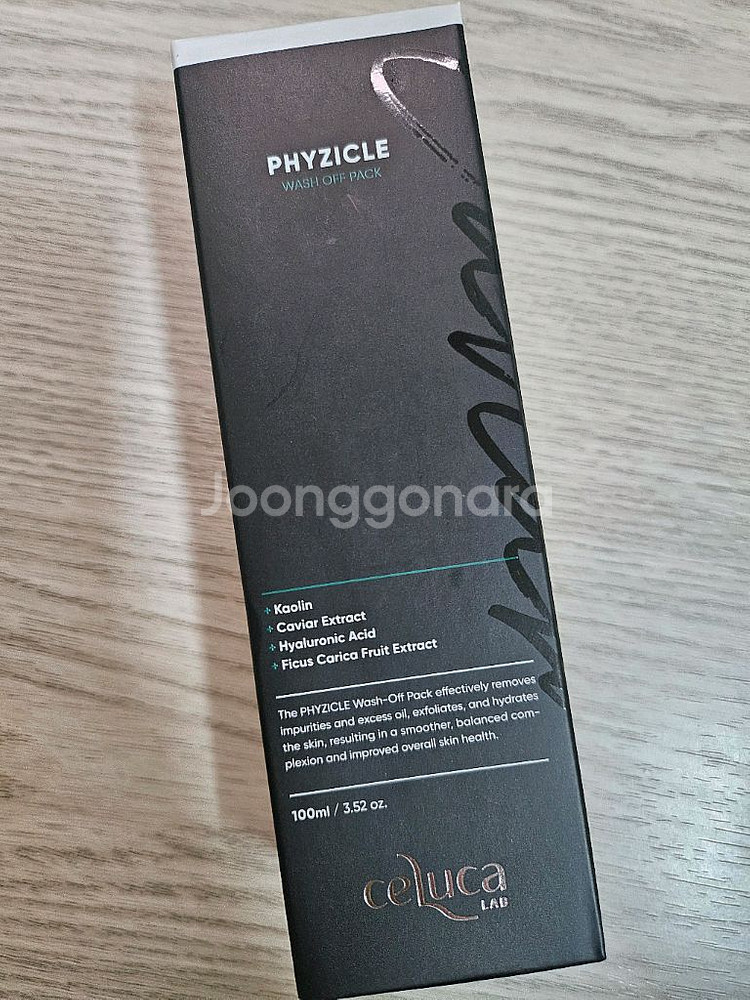 PHYZICLE
WASH OFF PACK
Joonggonara
+ Kaolin
+ Caviar Extract
+ Hyaluronic Acid
+ Ficus Carica Fruit Extract
The PHYZICLE Wash-Off Pack effectively removes
impurities and excess oil, exfoliates, and hydrates
the skin, resulting in a smoother, balanced com-
plexion and improved overall skin health.
100ml / 3.52 oz.
celuca
LAB